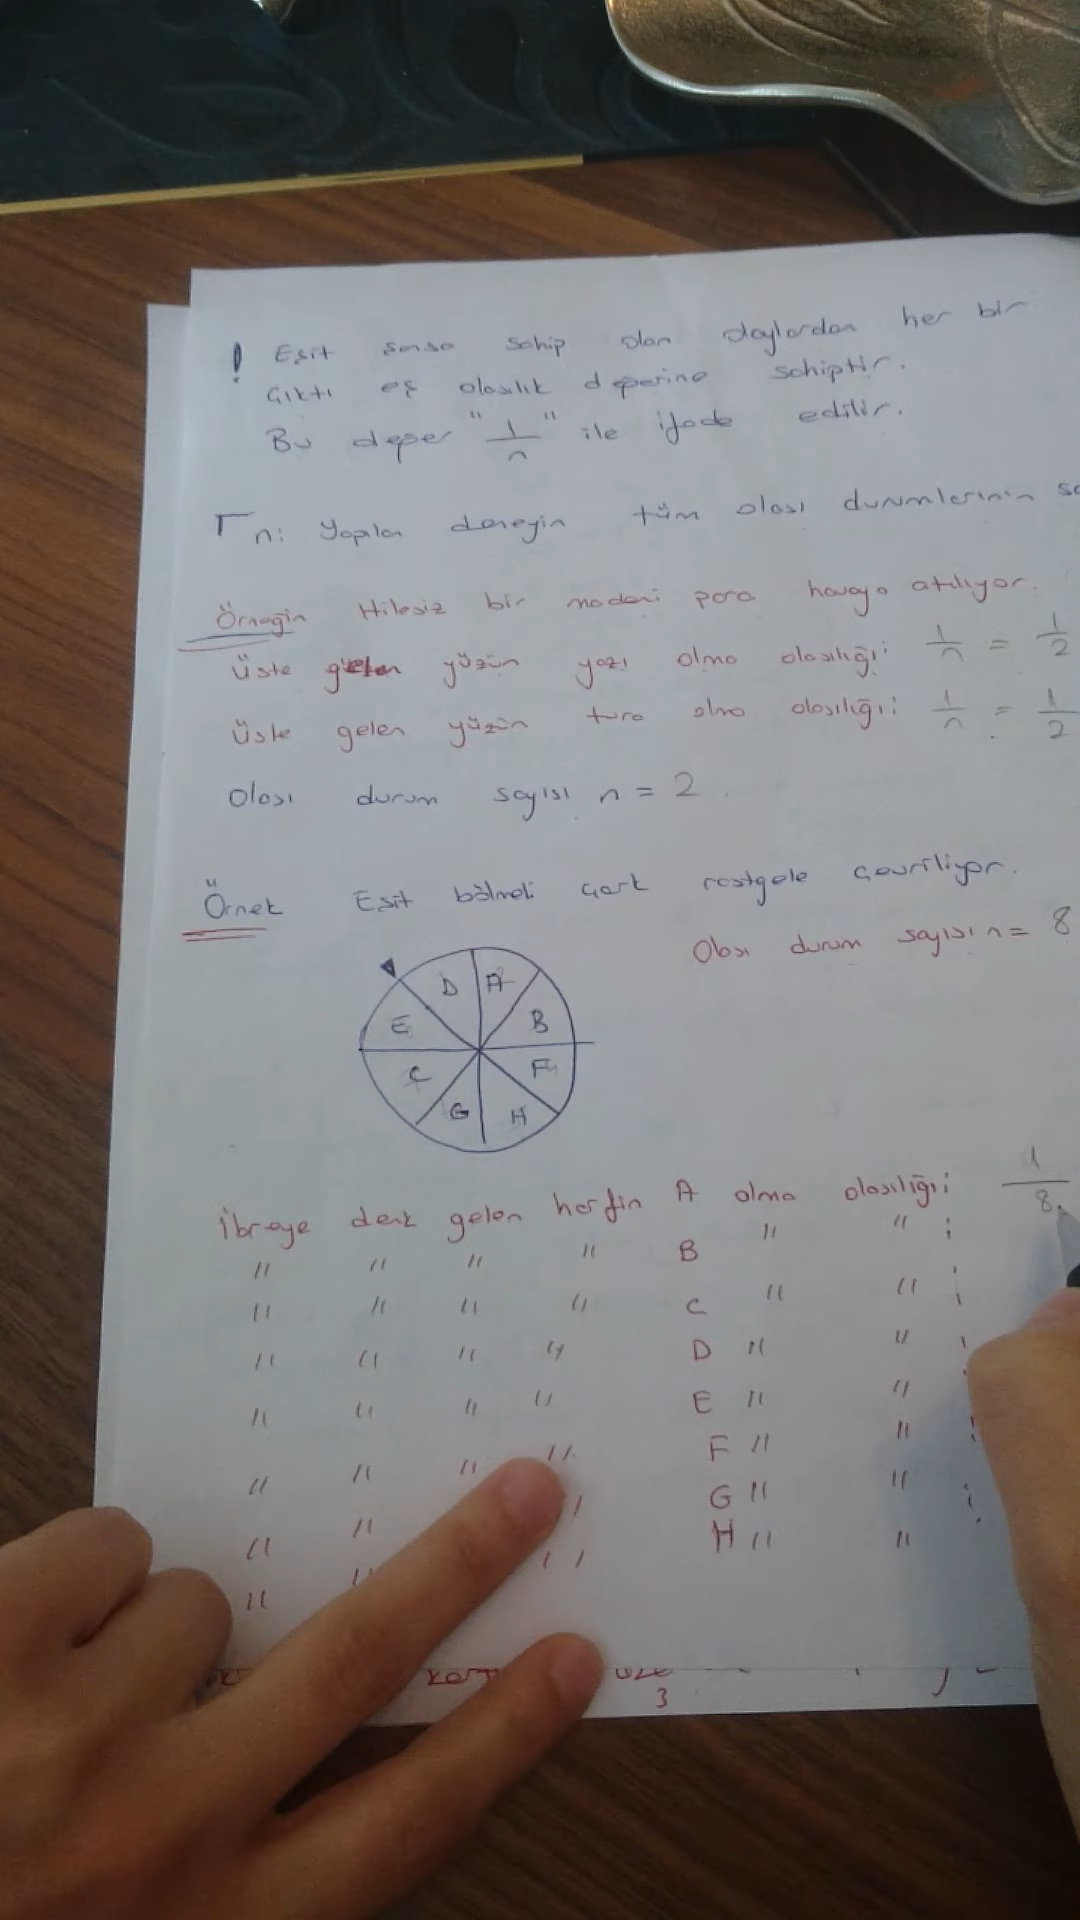 ! Eşit şansa sahip olan olaylardan her bir
çıktı eş olasılık değerine sahiptir.
Bu değer "1/n" ile ifade edilir.
n: Yapılan deneyin tüm olası durumlarının sa
Örneğin Hilesiz bir madeni para havaya atılıyor.
Üste gelen yüzün yazı olma olasılığı: 1/n = 1/2
Üste gelen yüzün tura olma olasılığı: 1/n = 1/2
Olası durum sayısı n = 2.
Örnek Eşit bölmeli çark rastgele çevriliyor.
Olası durum sayısı n = 8
D A
E B
C F
G H
İbreye denk gelen harfin A olma olasılığı: 1/8
" " " " B " " :
" " " " C " " :
" " " " D " " :
" " " " E " "
" " " " F " " :
" " " G " " :
" " " H " "
3